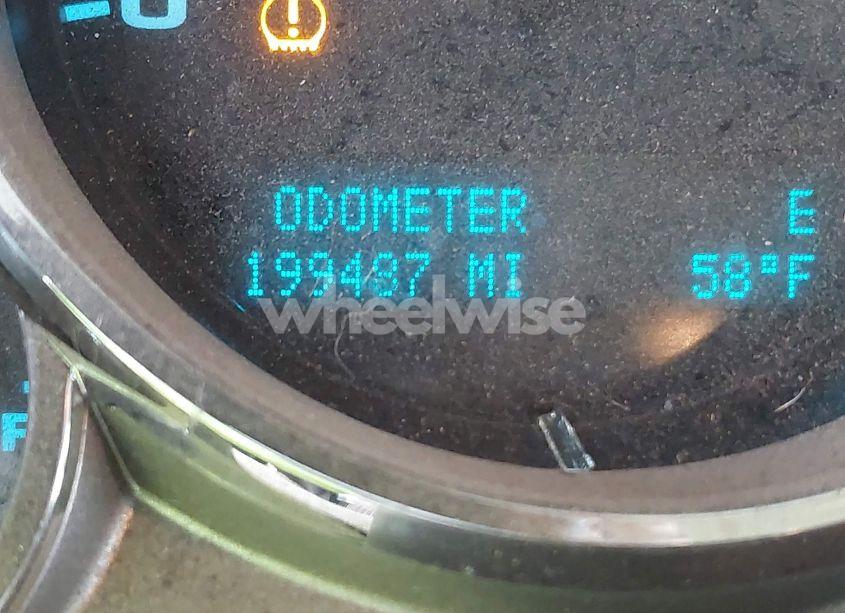 ODOMETER E
199487 MI 58°F
wheelwise
F